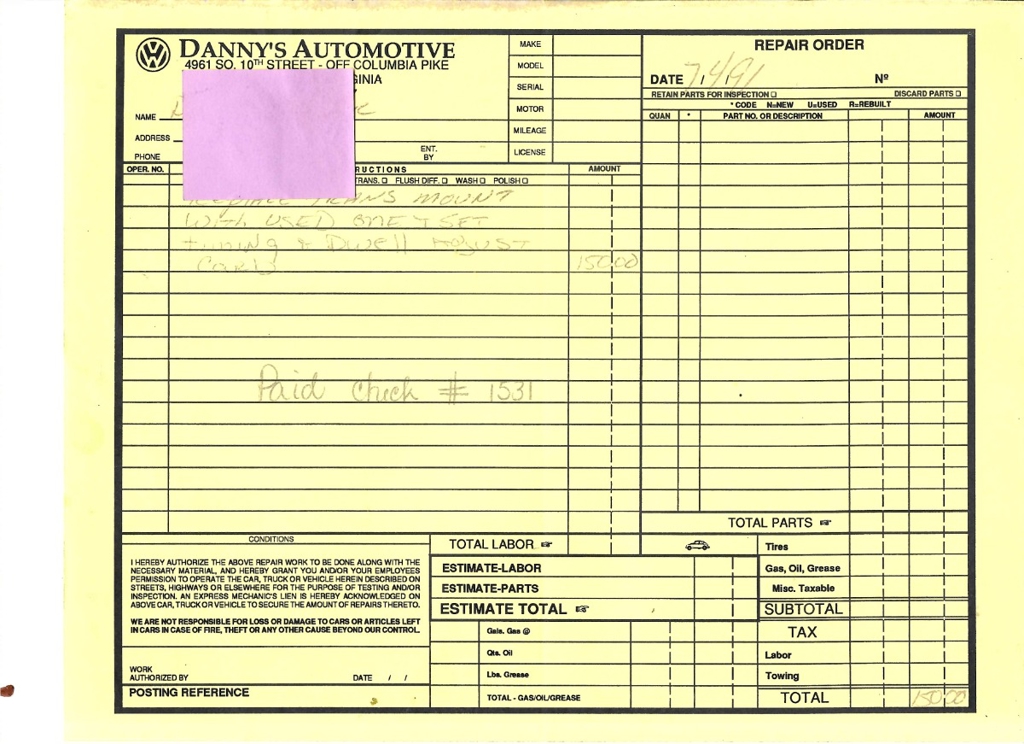 DANNY'S AUTOMOTIVE
4961 SO. 10TH STREET - OFF COLUMBIA PIKE
GINIA
NAME
ADDRESS
PHONE
ENT. BY
MAKE
MODEL
SERIAL
MOTOR
MILEAGE
LICENSE
REPAIR ORDER
DATE 7/4/91 Nº
RETAIN PARTS FOR INSPECTION □ DISCARD PARTS □
* CODE N=NEW U=USED R=REBUILT
QUAN * PART NO. OR DESCRIPTION AMOUNT
OPER. NO. RUCTIONS AMOUNT
TRANS. □ FLUSH DIFF. □ WASH □ POLISH □
REPLACE TRANS MOUNT
WITH USED ONE & SET
TIMING & DWELL ADJUST
CARB 150.00
Paid check # 1531
TOTAL PARTS
CONDITIONS
I HEREBY AUTHORIZE THE ABOVE REPAIR WORK TO BE DONE ALONG WITH THE
NECESSARY MATERIAL, AND HEREBY GRANT YOU AND/OR YOUR EMPLOYEES
PERMISSION TO OPERATE THE CAR, TRUCK OR VEHICLE HEREIN DESCRIBED ON
STREETS, HIGHWAYS OR ELSEWHERE FOR THE PURPOSE OF TESTING AND/OR
INSPECTION. AN EXPRESS MECHANIC'S LIEN IS HEREBY ACKNOWLEDGED ON
ABOVE CAR, TRUCK OR VEHICLE TO SECURE THE AMOUNT OF REPAIRS THERETO.
WE ARE NOT RESPONSIBLE FOR LOSS OR DAMAGE TO CARS OR ARTICLES LEFT
IN CARS IN CASE OF FIRE, THEFT OR ANY OTHER CAUSE BEYOND OUR CONTROL.
WORK
AUTHORIZED BY DATE / /
POSTING REFERENCE
TOTAL LABOR
ESTIMATE-LABOR
ESTIMATE-PARTS
ESTIMATE TOTAL
Gals. Gas @
Qts. Oil
Lbs. Grease
TOTAL - GAS/OIL/GREASE
Tires
Gas, Oil, Grease
Misc. Taxable
SUBTOTAL
TAX
Labor
Towing
TOTAL 150.00